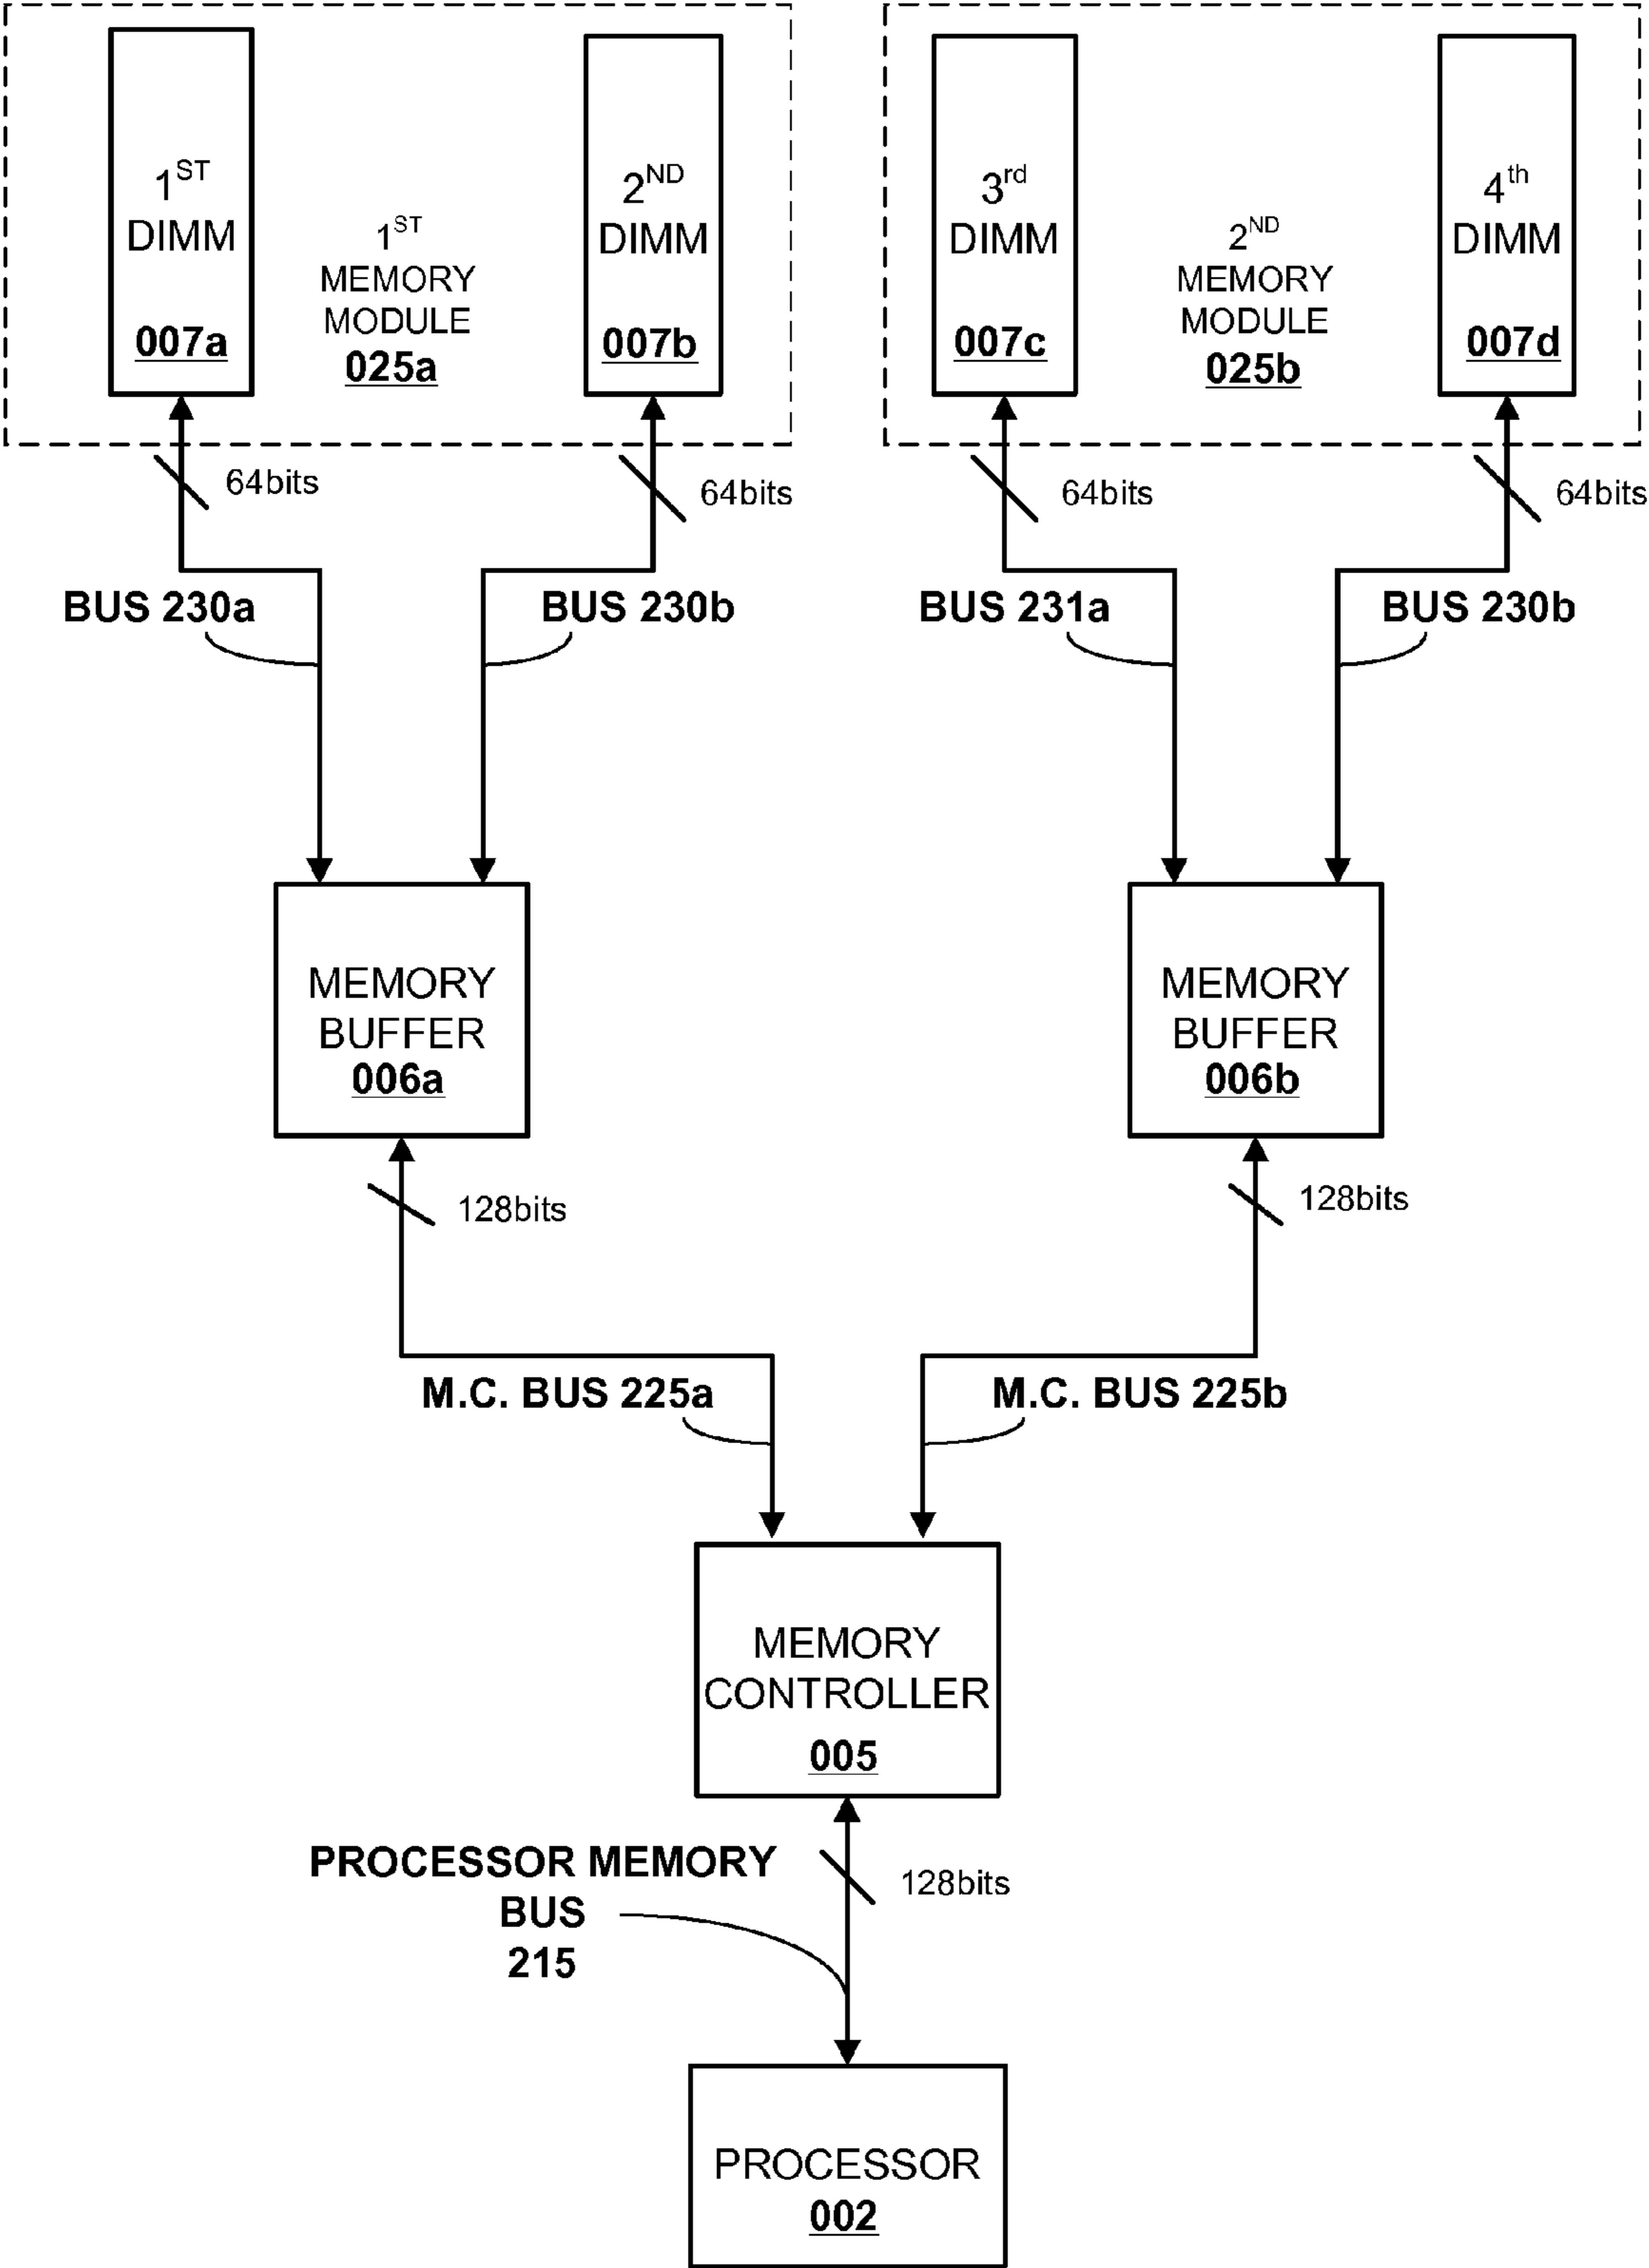 1ST
DIMM
007a
1ST
MEMORY
MODULE
025a
2ND
DIMM
007b
3rd
DIMM
007c
2ND
MEMORY
MODULE
025b
4th
DIMM
007d
64bits
64bits
64bits
64bits
BUS 230a
BUS 230b
BUS 231a
BUS 230b
MEMORY
BUFFER
006a
MEMORY
BUFFER
006b
128bits
128bits
M.C. BUS 225a
M.C. BUS 225b
MEMORY
CONTROLLER
005
PROCESSOR MEMORY
BUS
215
128bits
PROCESSOR
002